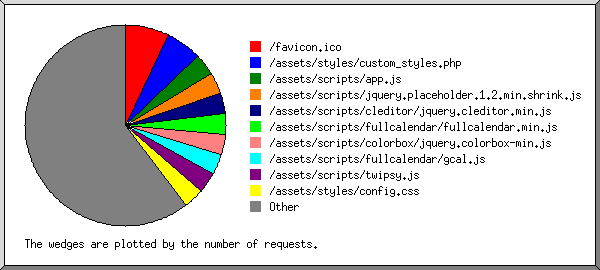 /favicon.ico
/assets/styles/custom_styles.php
/assets/scripts/app.js
/assets/scripts/jquery.placeholder.1.2.min.shrink.js
/assets/scripts/cleditor/jquery.cleditor.min.js
/assets/scripts/fullcalendar/fullcalendar.min.js
/assets/scripts/colorbox/jquery.colorbox-min.js
/assets/scripts/fullcalendar/gcal.js
/assets/scripts/twipsy.js
/assets/styles/config.css
Other
The wedges are plotted by the number of requests.